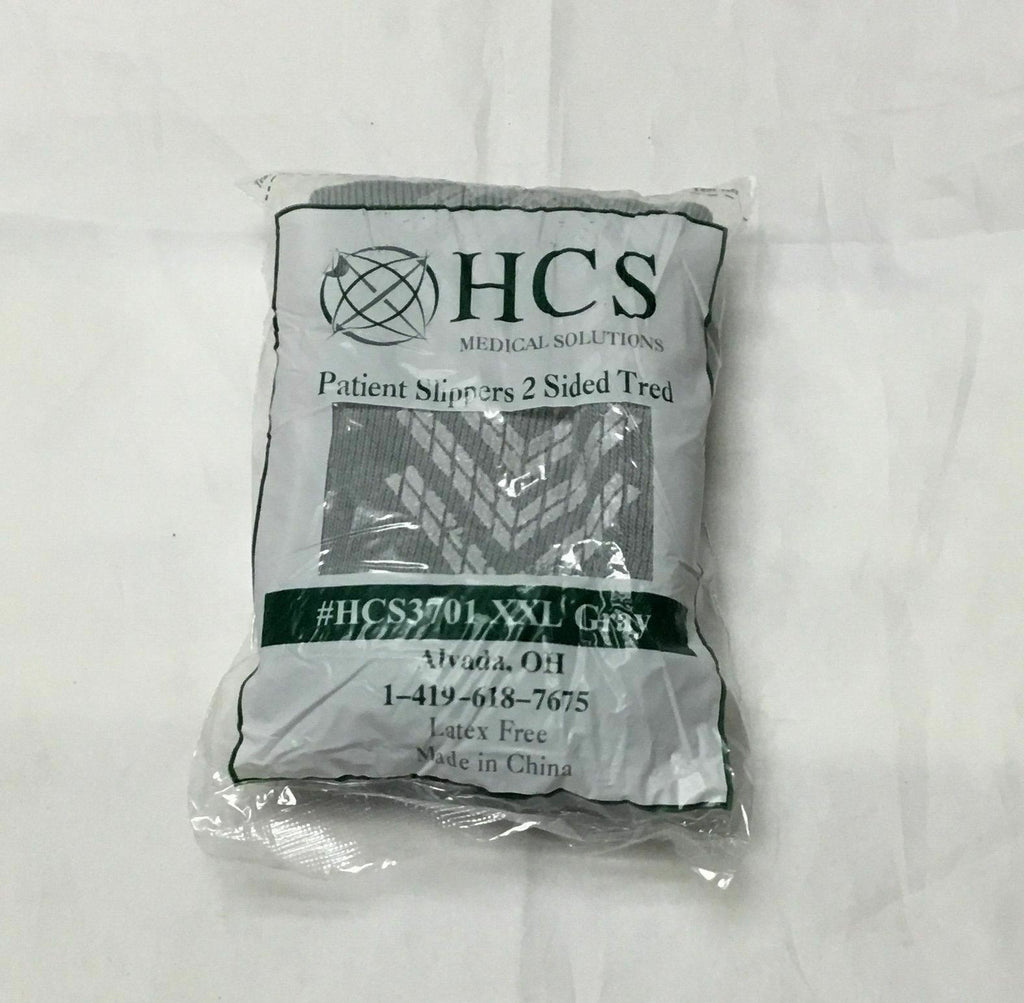 HCS
MEDICAL SOLUTIONS
Patient Slippers 2 Sided Tred
#HCS3701 XXL Gray
Alvada, OH
1-419-618-7675
Latex Free
Made in China